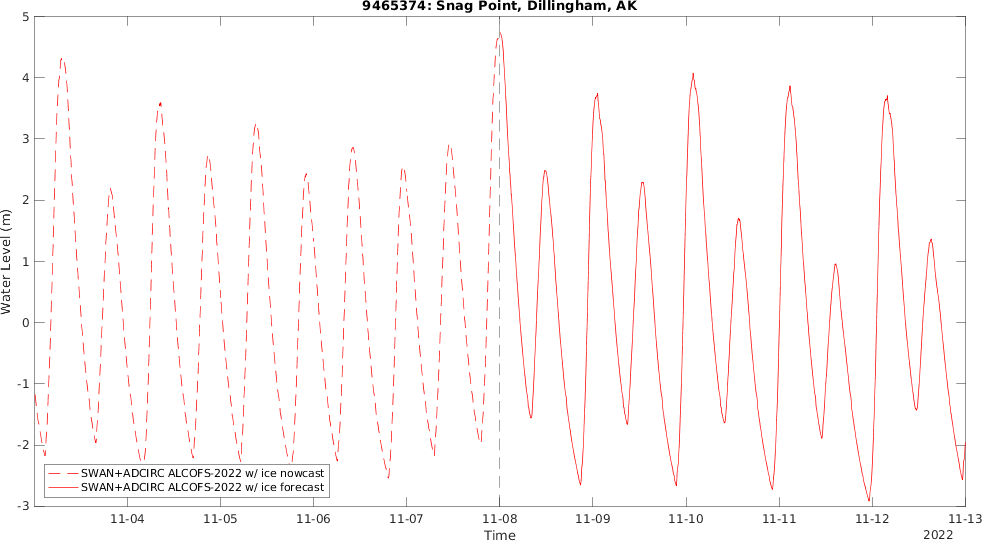 9465374: Snag Point, Dillingham, AK
5
4
3
2
1
0
-1
-2
-3
Water Level (m)
SWAN+ADCIRC ALCOFS-2022 w/ ice nowcast
SWAN+ADCIRC ALCOFS-2022 w/ ice forecast
11-04 11-05 11-06 11-07 11-08 11-09 11-10 11-11 11-12 11-13
Time
2022